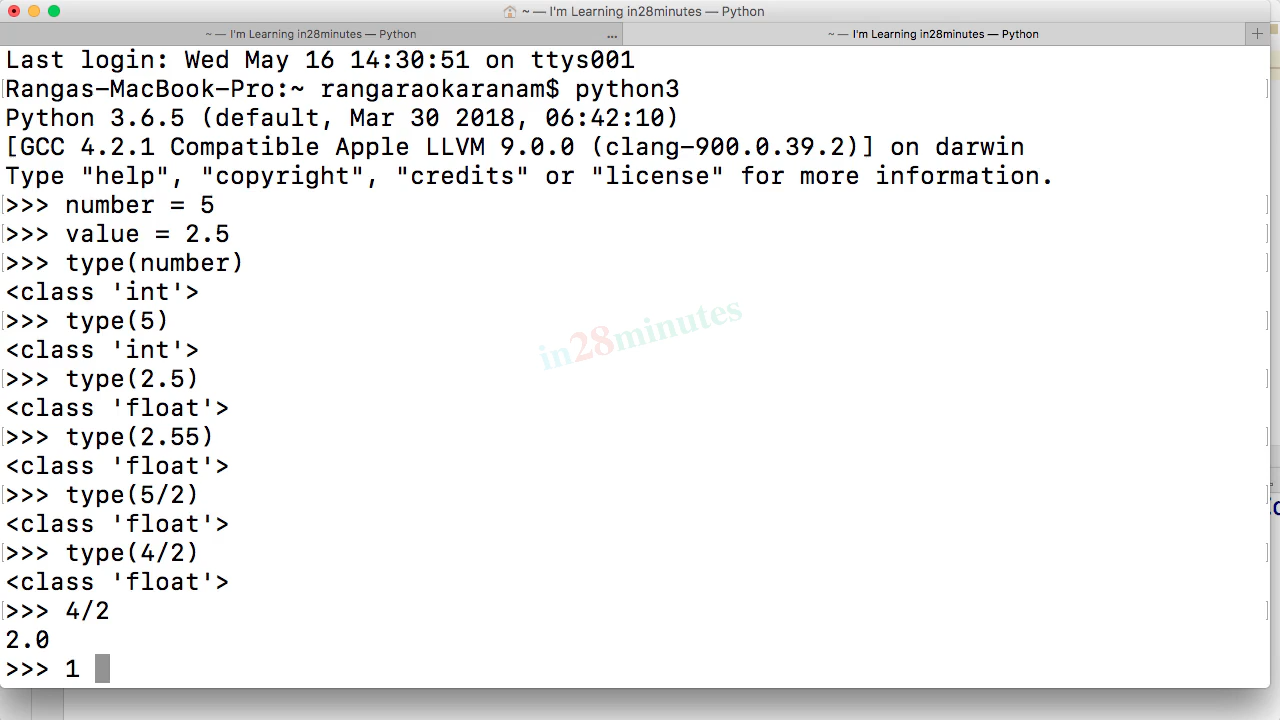 ~ — I'm Learning in28minutes — Python
~ — I'm Learning in28minutes — Python ...
~ — I'm Learning in28minutes — Python +
Last login: Wed May 16 14:30:51 on ttys001
Rangas-MacBook-Pro:~ rangaraokaranam$ python3
Python 3.6.5 (default, Mar 30 2018, 06:42:10)
[GCC 4.2.1 Compatible Apple LLVM 9.0.0 (clang-900.0.39.2)] on darwin
Type "help", "copyright", "credits" or "license" for more information.
>>> number = 5
>>> value = 2.5
>>> type(number)
<class 'int'>
>>> type(5)
<class 'int'>
>>> type(2.5)
<class 'float'>
>>> type(2.55)
<class 'float'>
>>> type(5/2)
<class 'float'>
>>> type(4/2)
<class 'float'>
>>> 4/2
2.0
>>> 1
in28minutes